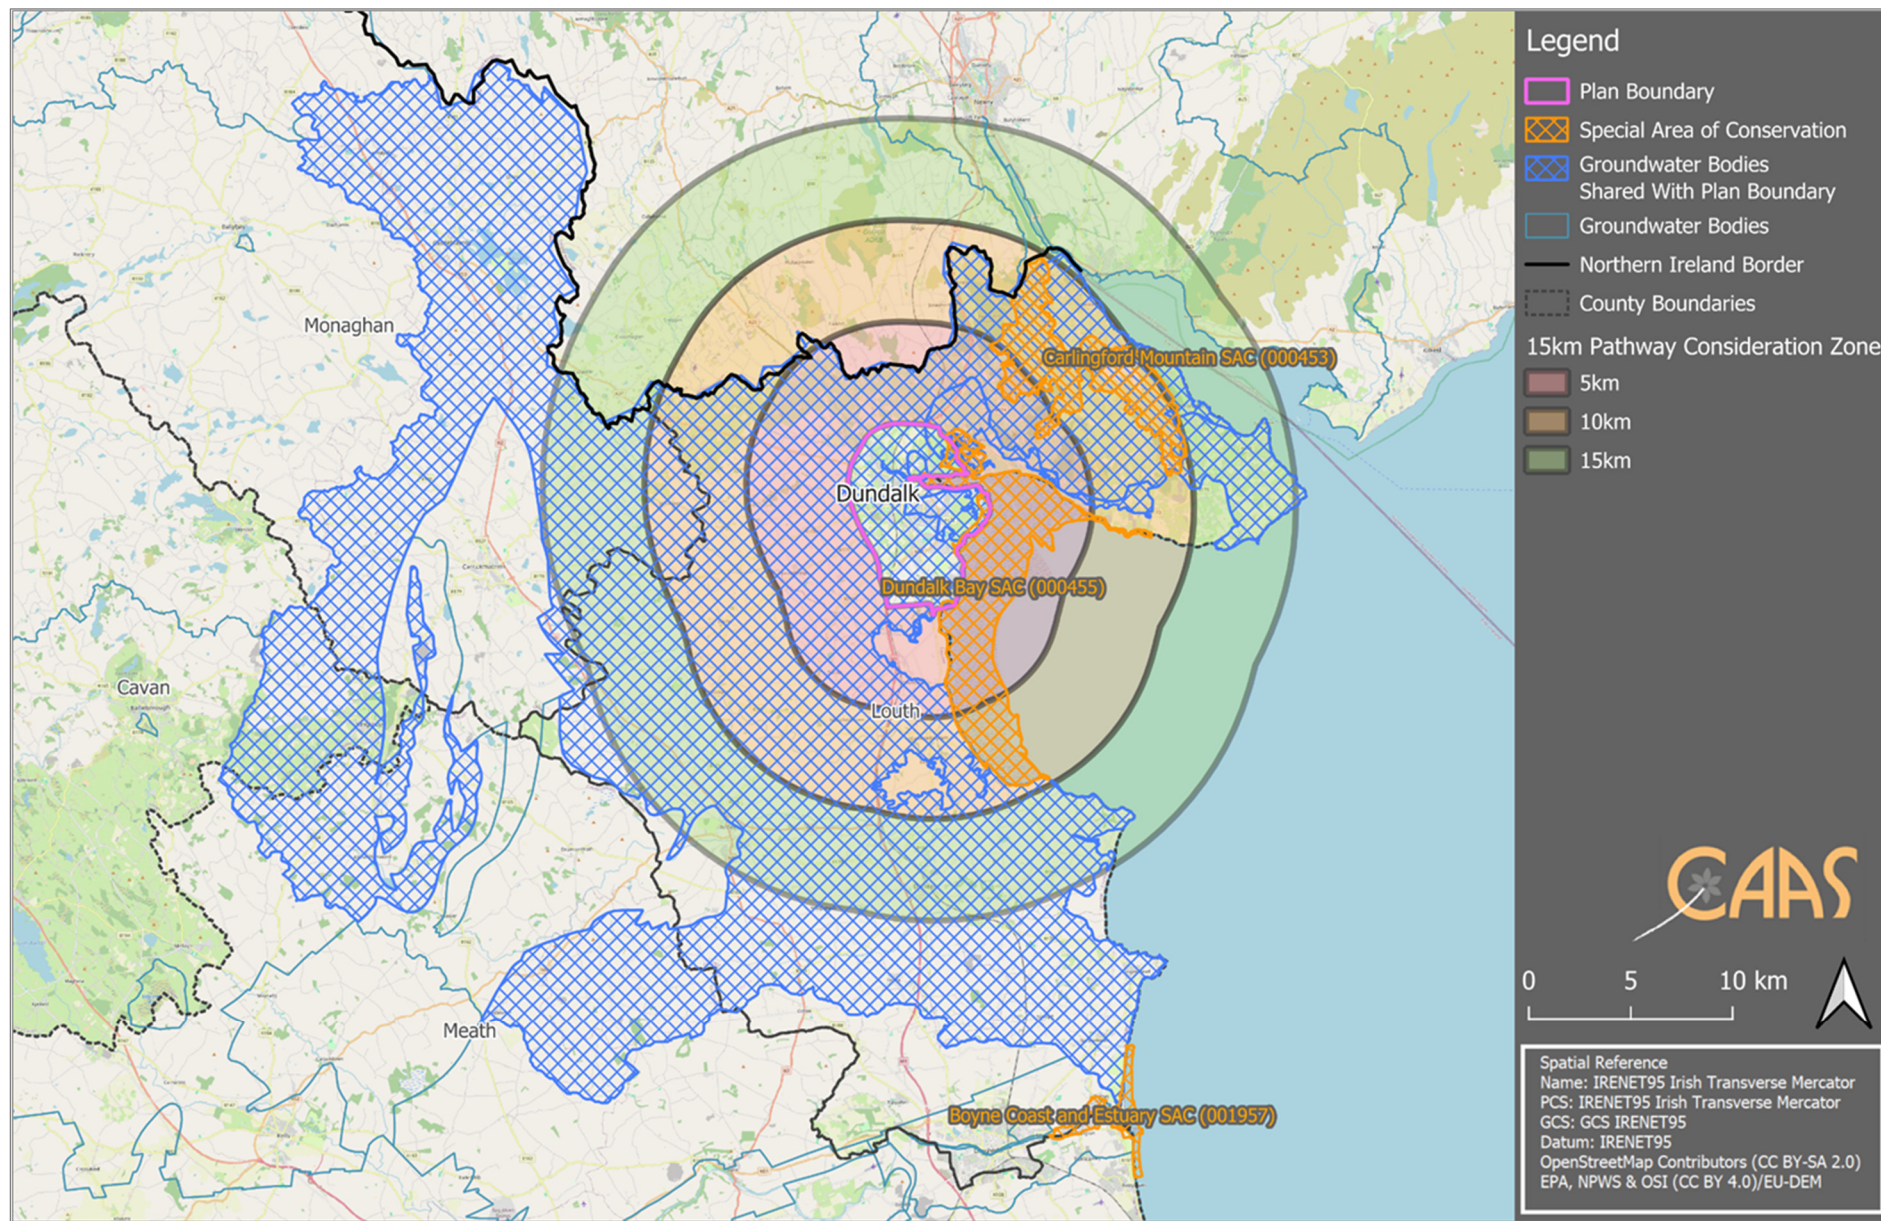 Monaghan
Cavan
Dundalk
Carlingford Mountain SAC (000453)
Dundalk Bay SAC (000455)
Louth
Meath
Boyne Coast and Estuary SAC (001957)
Legend
Plan Boundary
Special Area of Conservation
Groundwater Bodies
Shared With Plan Boundary
Groundwater Bodies
Northern Ireland Border
County Boundaries
15km Pathway Consideration Zone
5km
10km
15km
CAAS
0 5 10 km
Spatial Reference
Name: IRENET95 Irish Transverse Mercator
PCS: IRENET95 Irish Transverse Mercator
GCS: GCS IRENET95
Datum: IRENET95
OpenStreetMap Contributors (CC BY-SA 2.0)
EPA, NPWS & OSI (CC BY 4.0)/EU-DEM